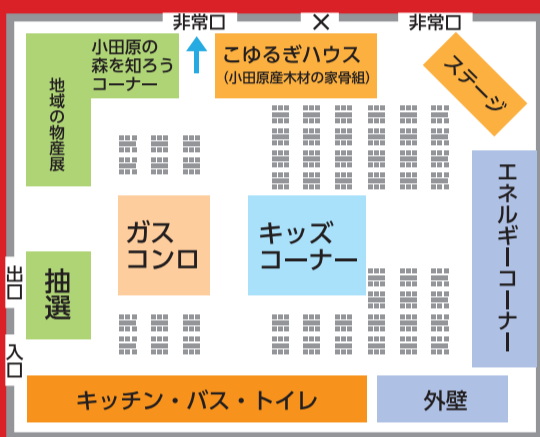 非常口
×
非常口
小田原の
森を知ろう
コーナー
地域の物産展
こゆるぎハウス
(小田原産木材の家骨組)
ステージ
エネルギーコーナー
ガス
コンロ
キッズ
コーナー
抽選
出口
入口
キッチン・バス・トイレ
外壁